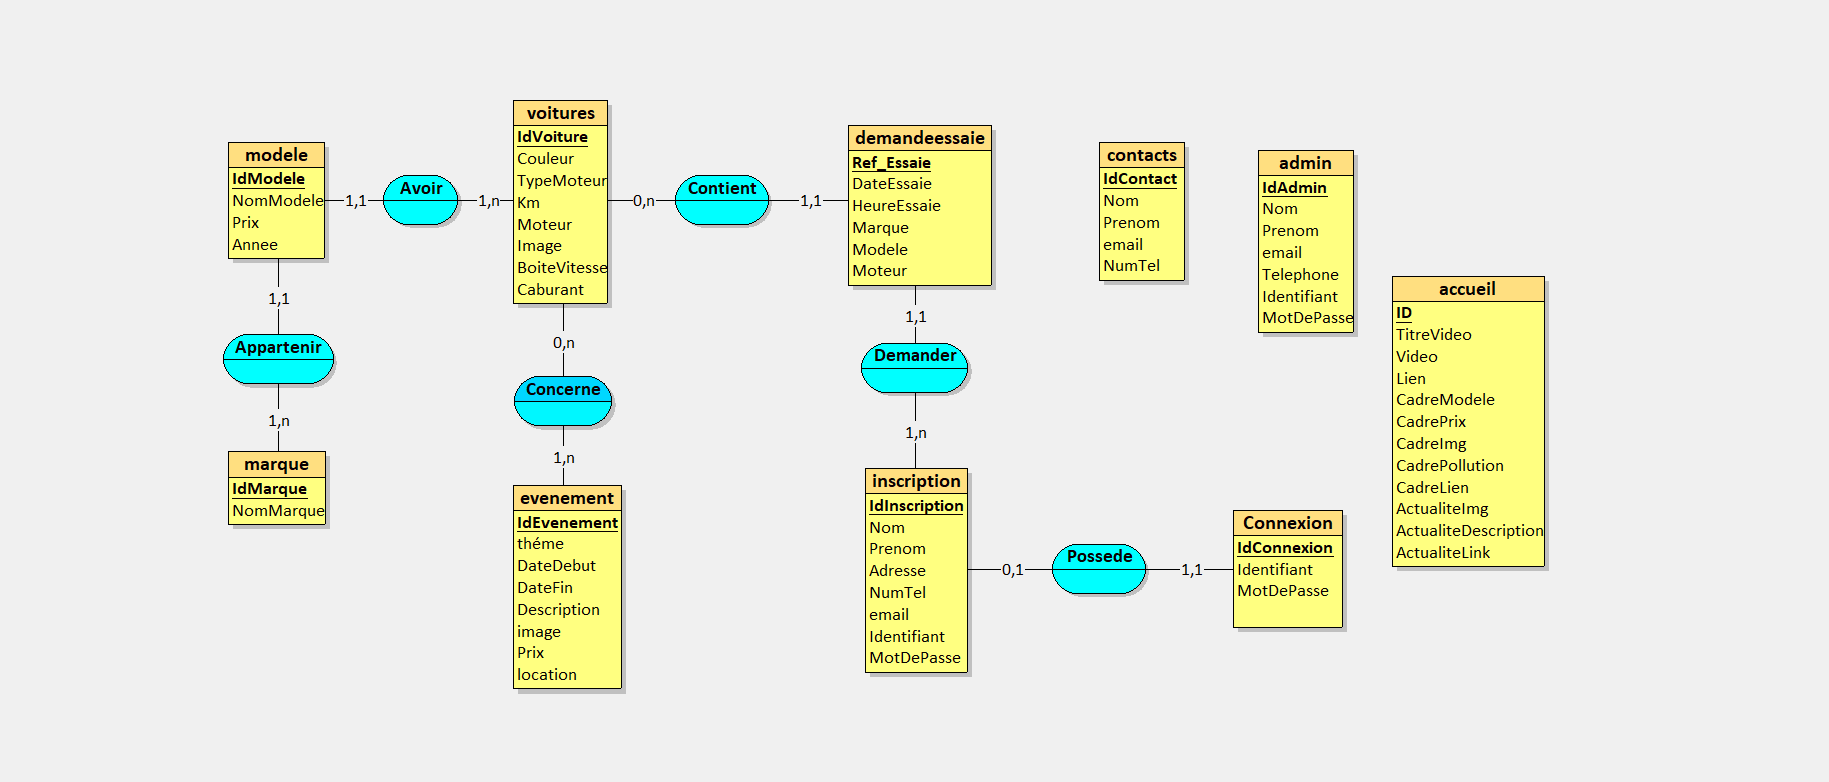 modele
IdModele
NomModele
Prix
Annee
1,1
Avoir
1,n
voitures
IdVoiture
Couleur
TypeMoteur
Km
Moteur
Image
BoiteVitesse
Caburant
0,n
Contient
1,1
demandeessaie
Ref_Essaie
DateEssaie
HeureEssaie
Marque
Modele
Moteur
contacts
IdContact
Nom
Prenom
email
NumTel
admin
IdAdmin
Nom
Prenom
email
Telephone
Identifiant
MotDePasse
accueil
ID
TitreVideo
Video
Lien
CadreModele
CadrePrix
CadreImg
CadrePollution
CadreLien
ActualiteImg
ActualiteDescription
ActualiteLink
1,1
Appartenir
1,n
marque
IdMarque
NomMarque
0,n
Concerne
1,n
evenement
IdEvenement
théme
DateDebut
DateFin
Description
image
Prix
location
1,1
Demander
1,n
inscription
IdInscription
Nom
Prenom
Adresse
NumTel
email
Identifiant
MotDePasse
0,1
Possede
1,1
Connexion
IdConnexion
Identifiant
MotDePasse